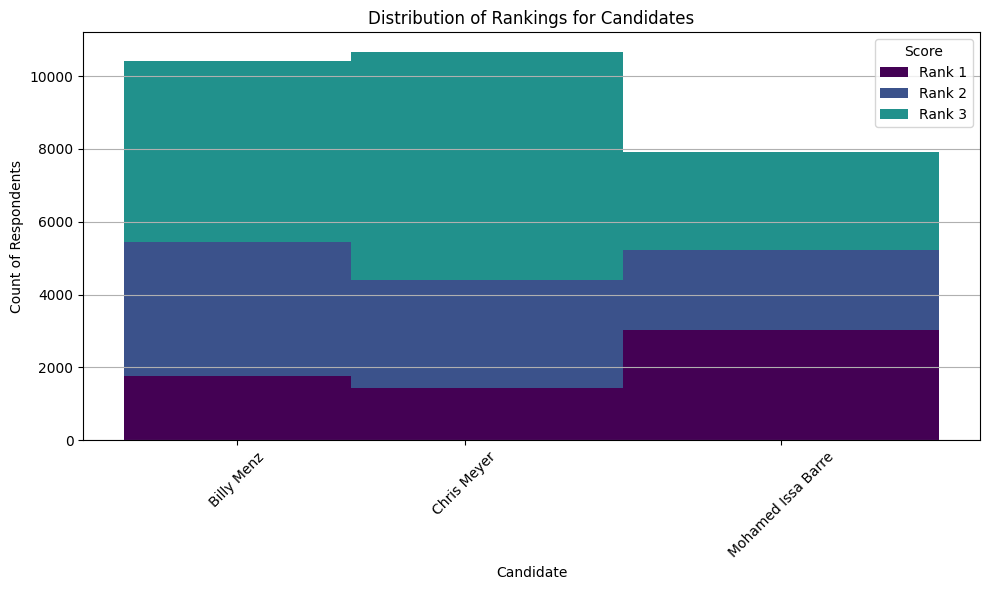 Distribution of Rankings for Candidates
Score
Rank 1
Rank 2
Rank 3
Count of Respondents
10000
8000
6000
4000
2000
0
Billy Menz
Chris Meyer
Mohamed Issa Barre
Candidate